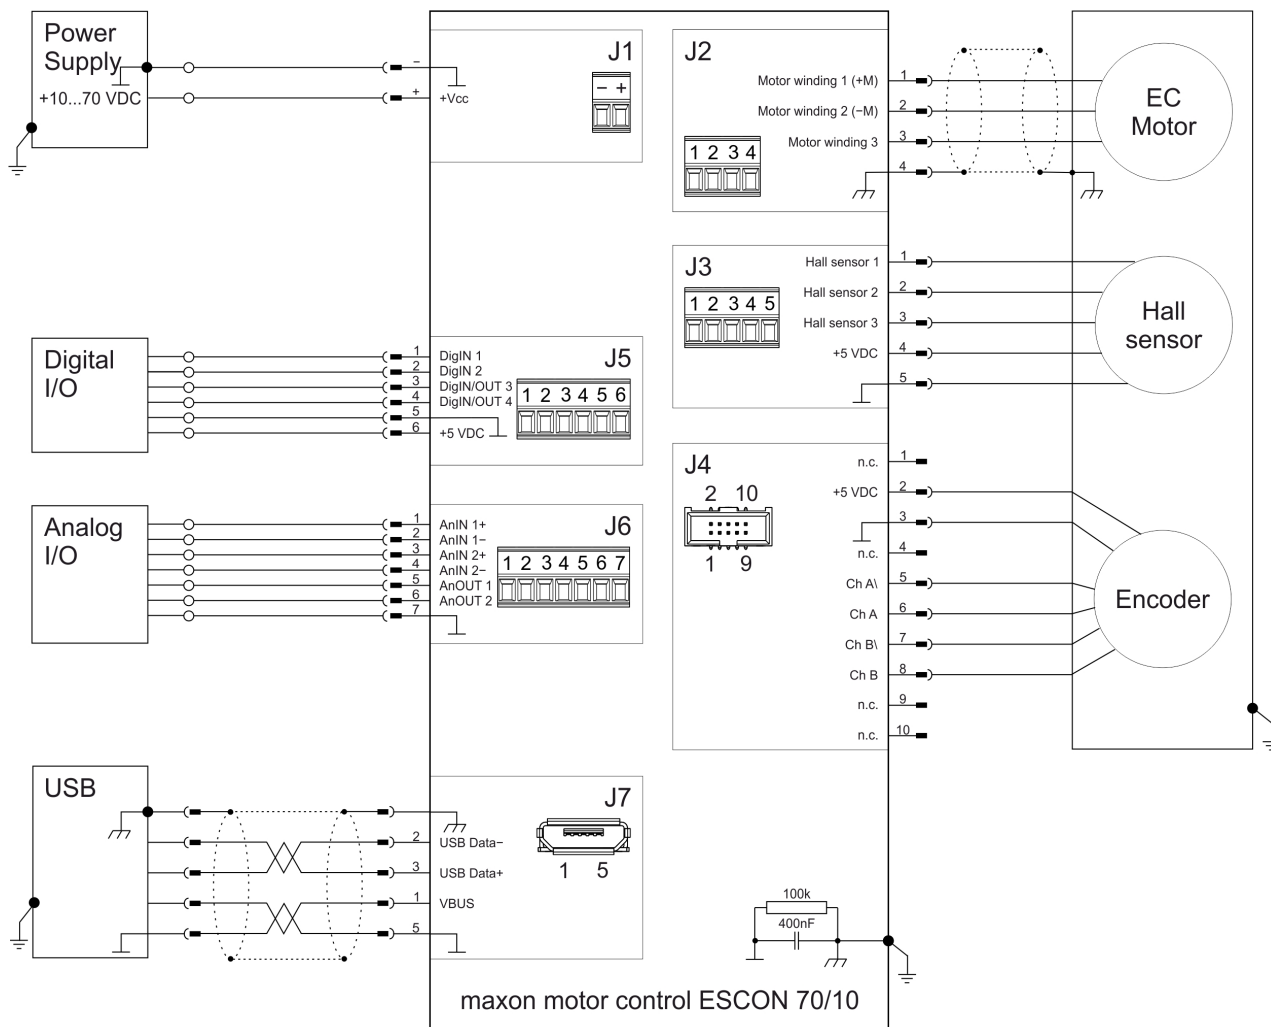 Power
Supply
+10...70 VDC
−
+
+Vcc
J1
− +
J2
Motor winding 1 (+M)
1
Motor winding 2 (−M)
2
Motor winding 3
3
4
1 2 3 4
EC
Motor
J3
Hall sensor 1
1
Hall sensor 2
2
Hall sensor 3
3
+5 VDC
4
5
1 2 3 4 5
Hall
sensor
Digital
I/O
1
DigIN 1
2
DigIN 2
3
DigIN/OUT 3
4
DigIN/OUT 4
5
6
+5 VDC
J5
1 2 3 4 5 6
J4
2 10
1 9
n.c.
1
+5 VDC
2
3
n.c.
4
Ch A\
5
Ch A
6
Ch B\
7
Ch B
8
n.c.
9
n.c.
10
Encoder
Analog
I/O
1
AnIN 1+
2
AnIN 1−
3
AnIN 2+
4
AnIN 2−
5
AnOUT 1
6
AnOUT 2
7
J6
1 2 3 4 5 6 7
USB
2
USB Data−
3
USB Data+
1
VBUS
5
J7
1 5
100k
400nF
maxon motor control ESCON 70/10